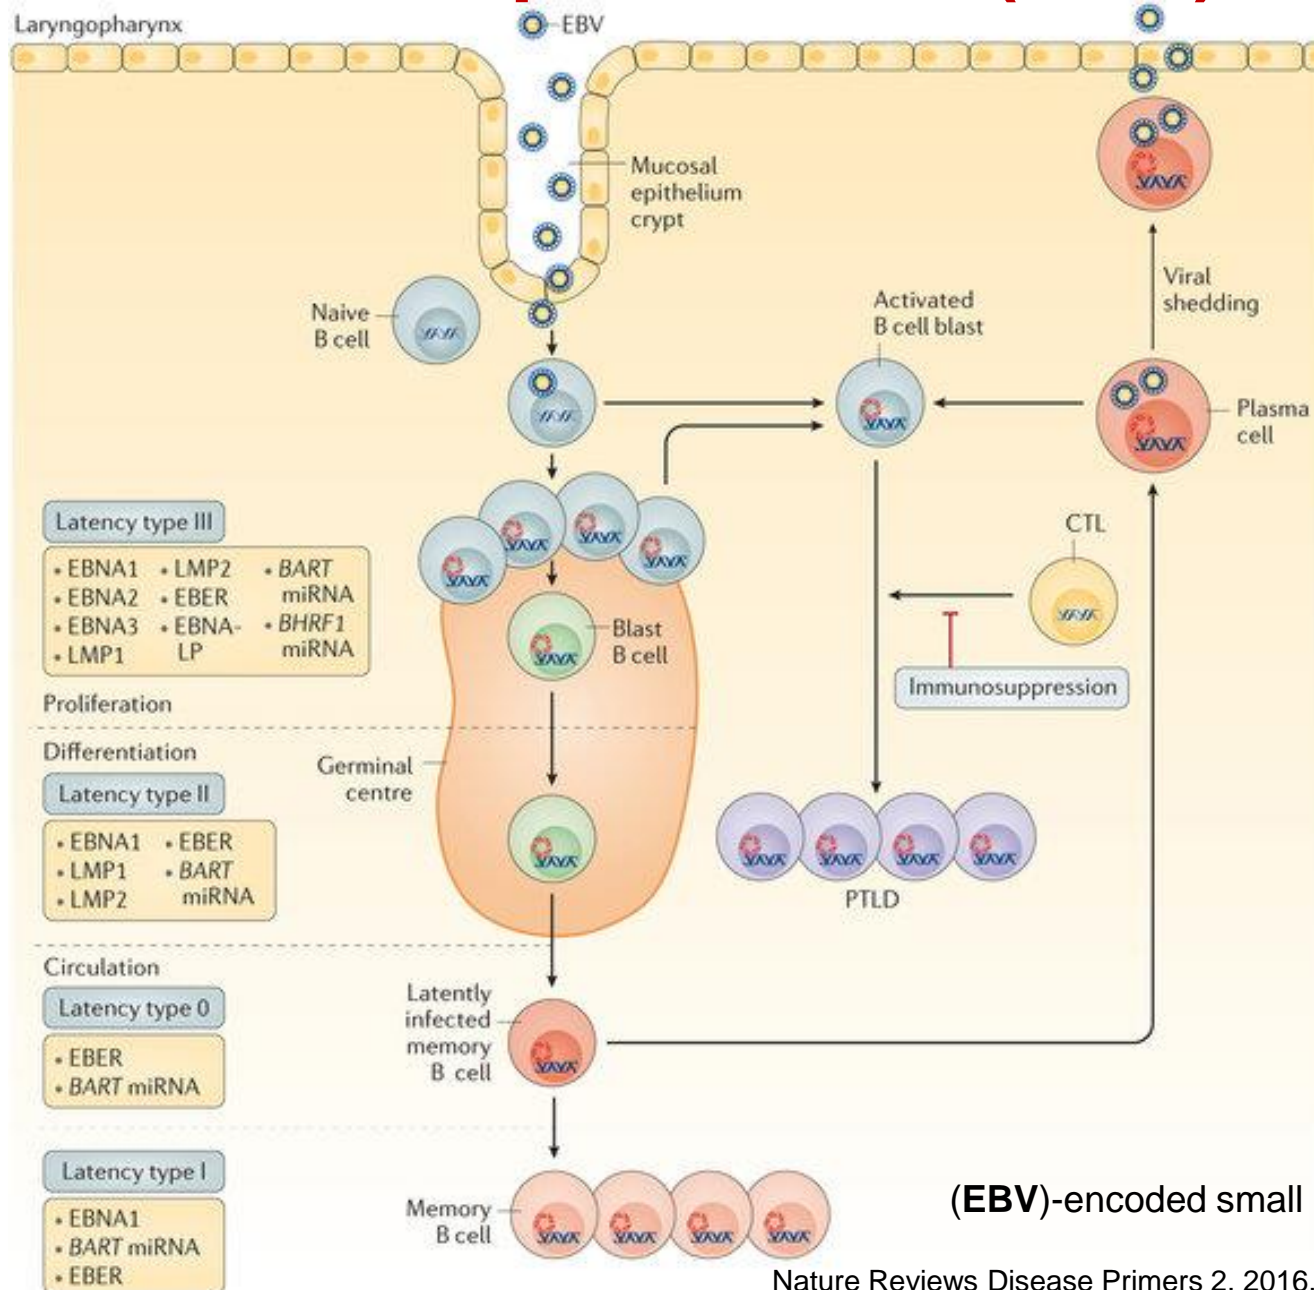 Laryngopharynx
EBV
Mucosal
epithelium
crypt
Naive
B cell
Activated
B cell blast
Viral
shedding
Plasma
cell
CTL
Immunosuppression
Latency type III
• EBNA1
• EBNA2
• EBNA3
• LMP1
• LMP2
• EBER
• EBNA-
LP
• BART
miRNA
• BHRF1
miRNA
Blast
B cell
Proliferation
Differentiation
Germinal
centre
Latency type II
• EBNA1
• LMP1
• LMP2
• EBER
• BART
miRNA
PTLD
Circulation
Latency type 0
• EBER
• BART miRNA
Latently
infected
memory
B cell
Latency type I
• EBNA1
• BART miRNA
• EBER
Memory
B cell
(EBV)-encoded small
Nature Reviews Disease Primers 2, 2016.